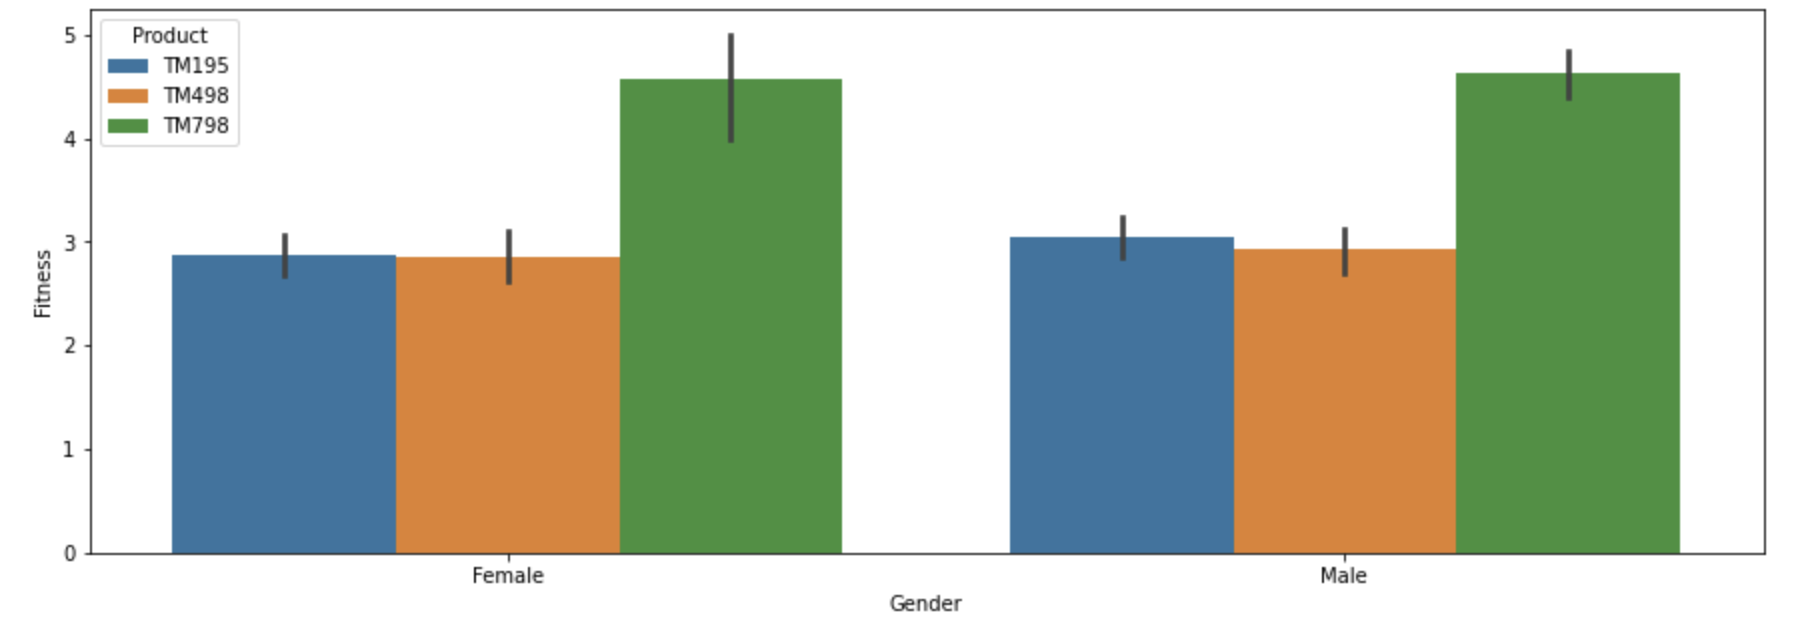 Product
TM195
TM498
TM798
5
4
3
2
1
0
Fitness
Female
Male
Gender